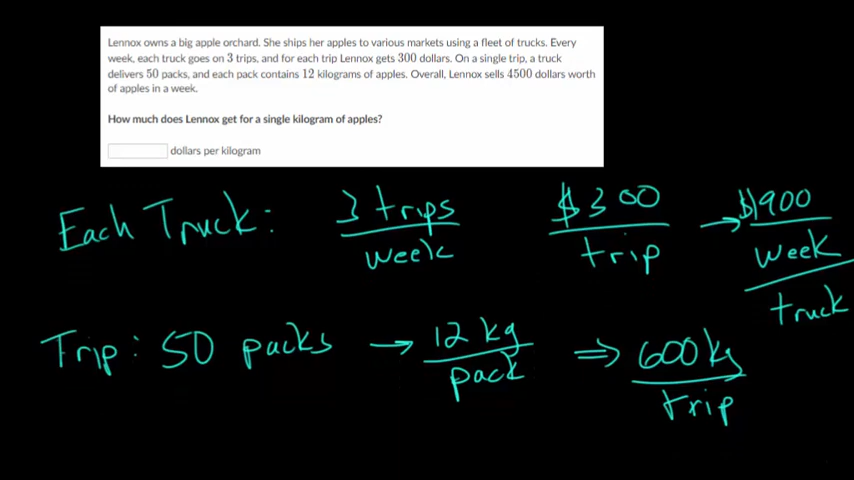 Lennox owns a big apple orchard. She ships her apples to various markets using a fleet of trucks. Every
week, each truck goes on 3 trips, and for each trip Lennox gets 300 dollars. On a single trip, a truck
delivers 50 packs, and each pack contains 12 kilograms of apples. Overall, Lennox sells 4500 dollars worth
of apples in a week.
How much does Lennox get for a single kilogram of apples?
dollars per kilogram
Each Truck: 3 trips / week $300 / trip → $900 / week / truck
Trip: 50 packs → 12 kg / pack ⇒ 600 kg / trip